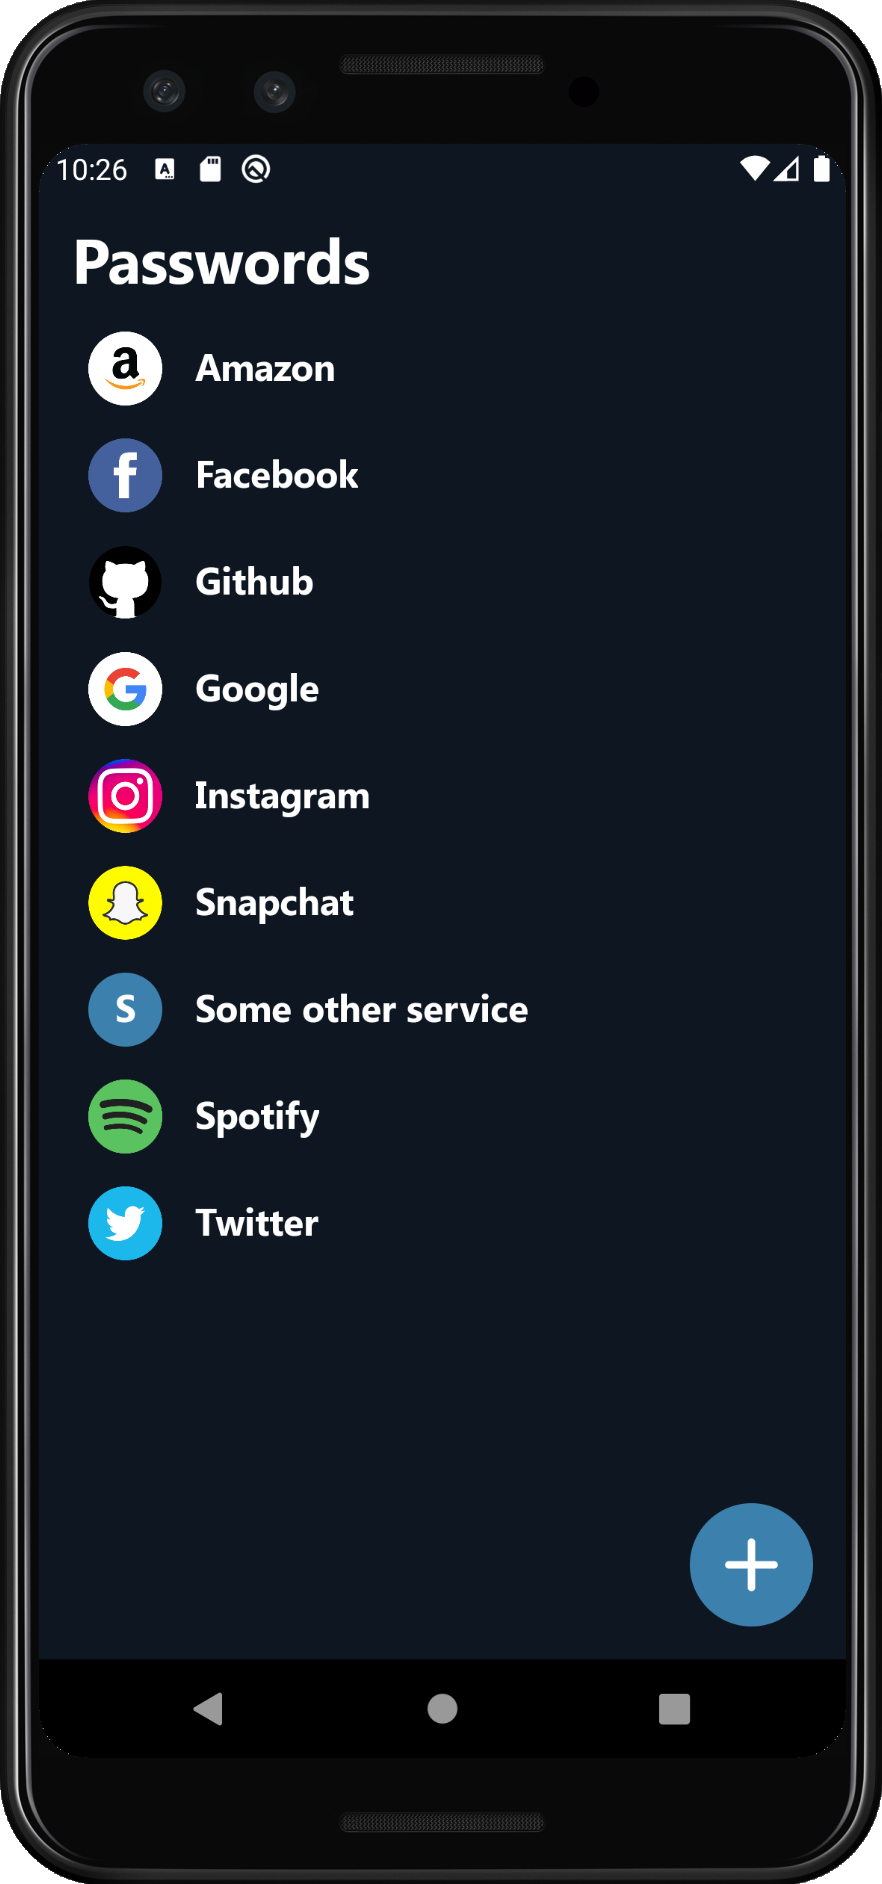 10:26
Passwords
Amazon
Facebook
Github
Google
Instagram
Snapchat
S Some other service
Spotify
Twitter